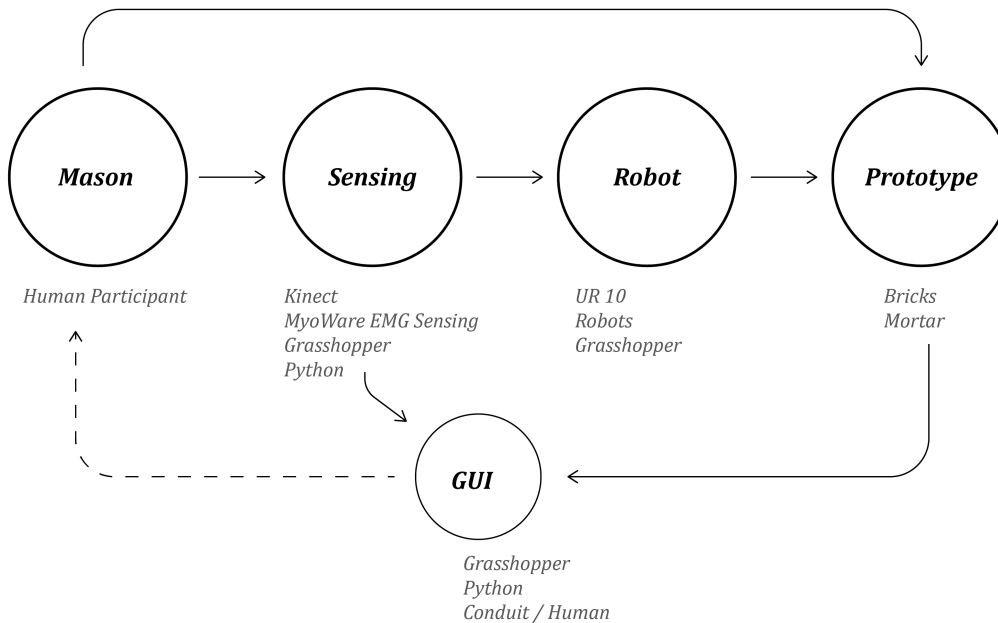 Mason
Sensing
Robot
Prototype
Human Participant
Kinect
MyoWare EMG Sensing
Grasshopper
Python
UR 10
Robots
Grasshopper
Bricks
Mortar
GUI
Grasshopper
Python
Conduit / Human